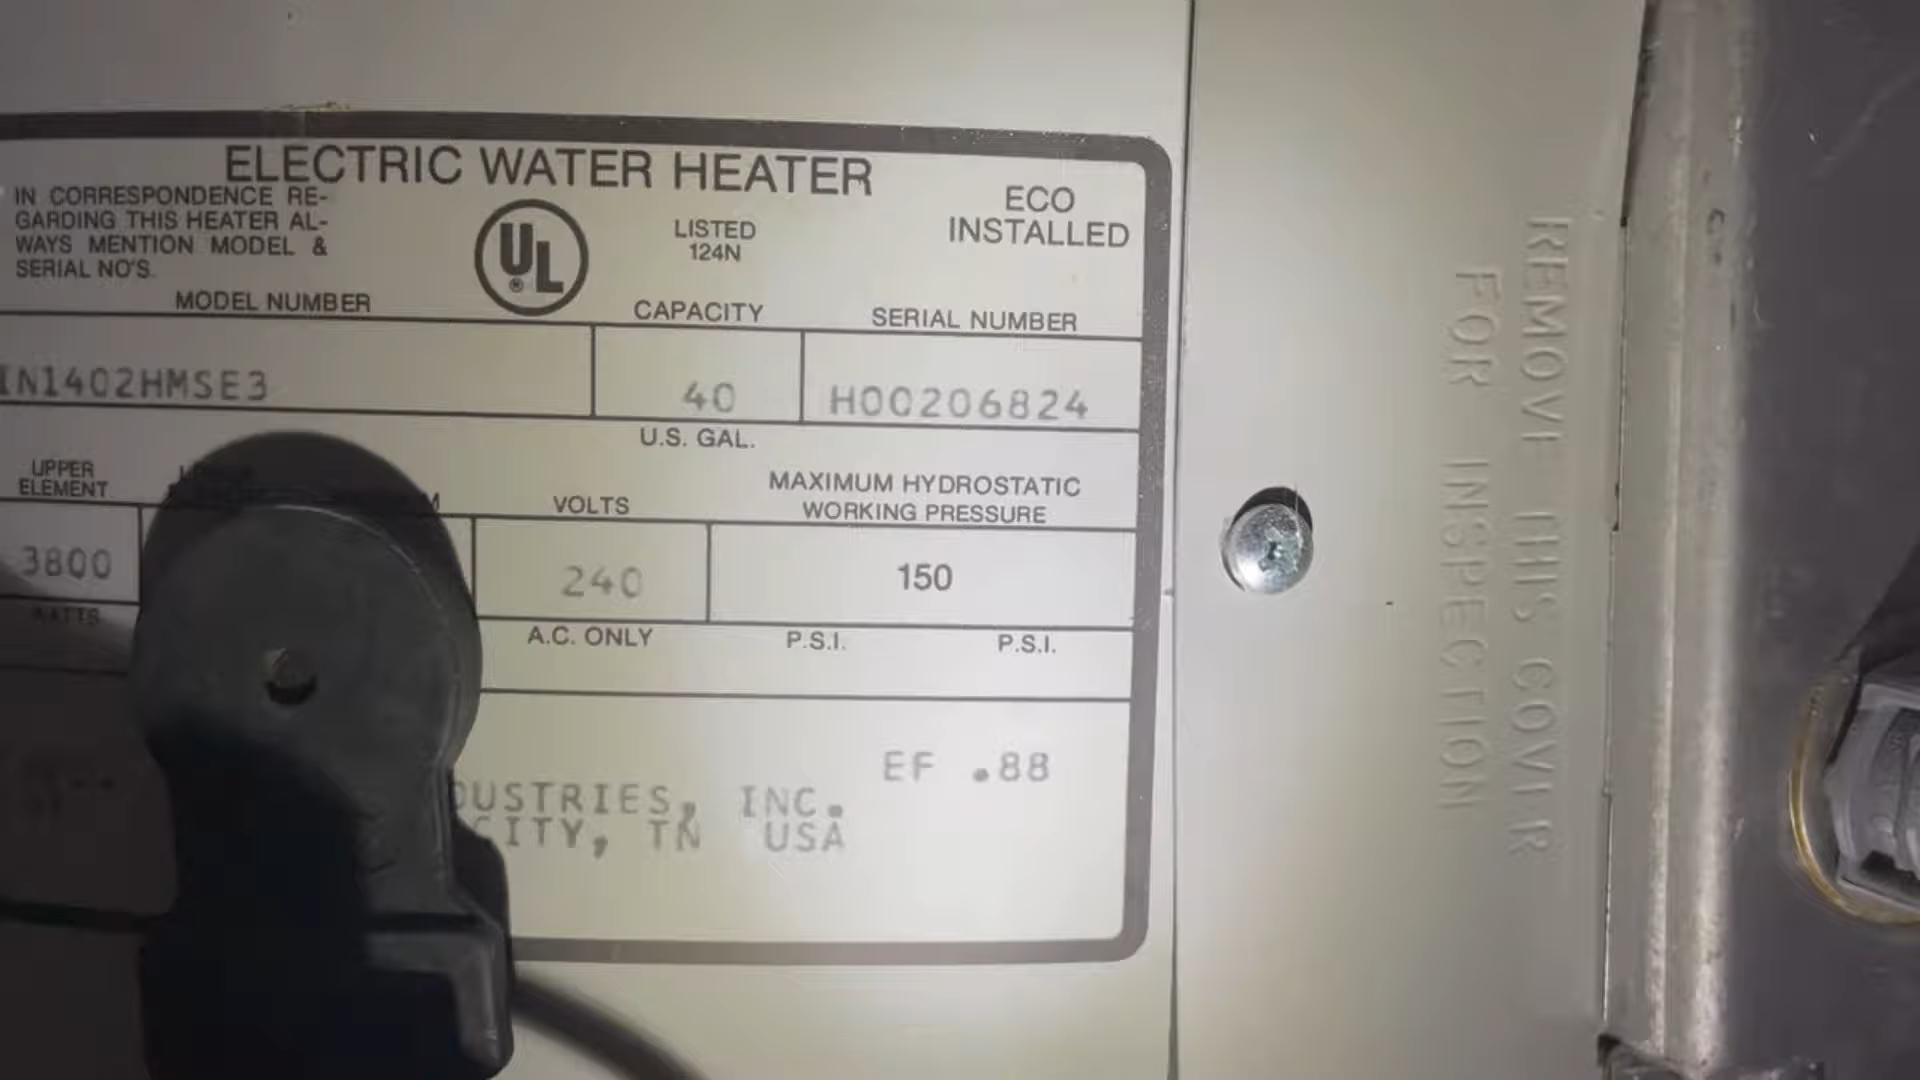 ELECTRIC WATER HEATER
IN CORRESPONDENCE RE-
GARDING THIS HEATER AL-
WAYS MENTION MODEL &
SERIAL NO'S.
UL
®
LISTED
124N
ECO
INSTALLED
MODEL NUMBER
CAPACITY
SERIAL NUMBER
IN1402HMSE3
40
H00206824
U.S. GAL.
UPPER
ELEMENT
VOLTS
MAXIMUM HYDROSTATIC
WORKING PRESSURE
3800
240
150
WATTS
A.C. ONLY
P.S.I.
P.S.I.
EF .88
DUSTRIES, INC.
CITY, TN USA
REMOVE THIS COVER
FOR INSPECTION